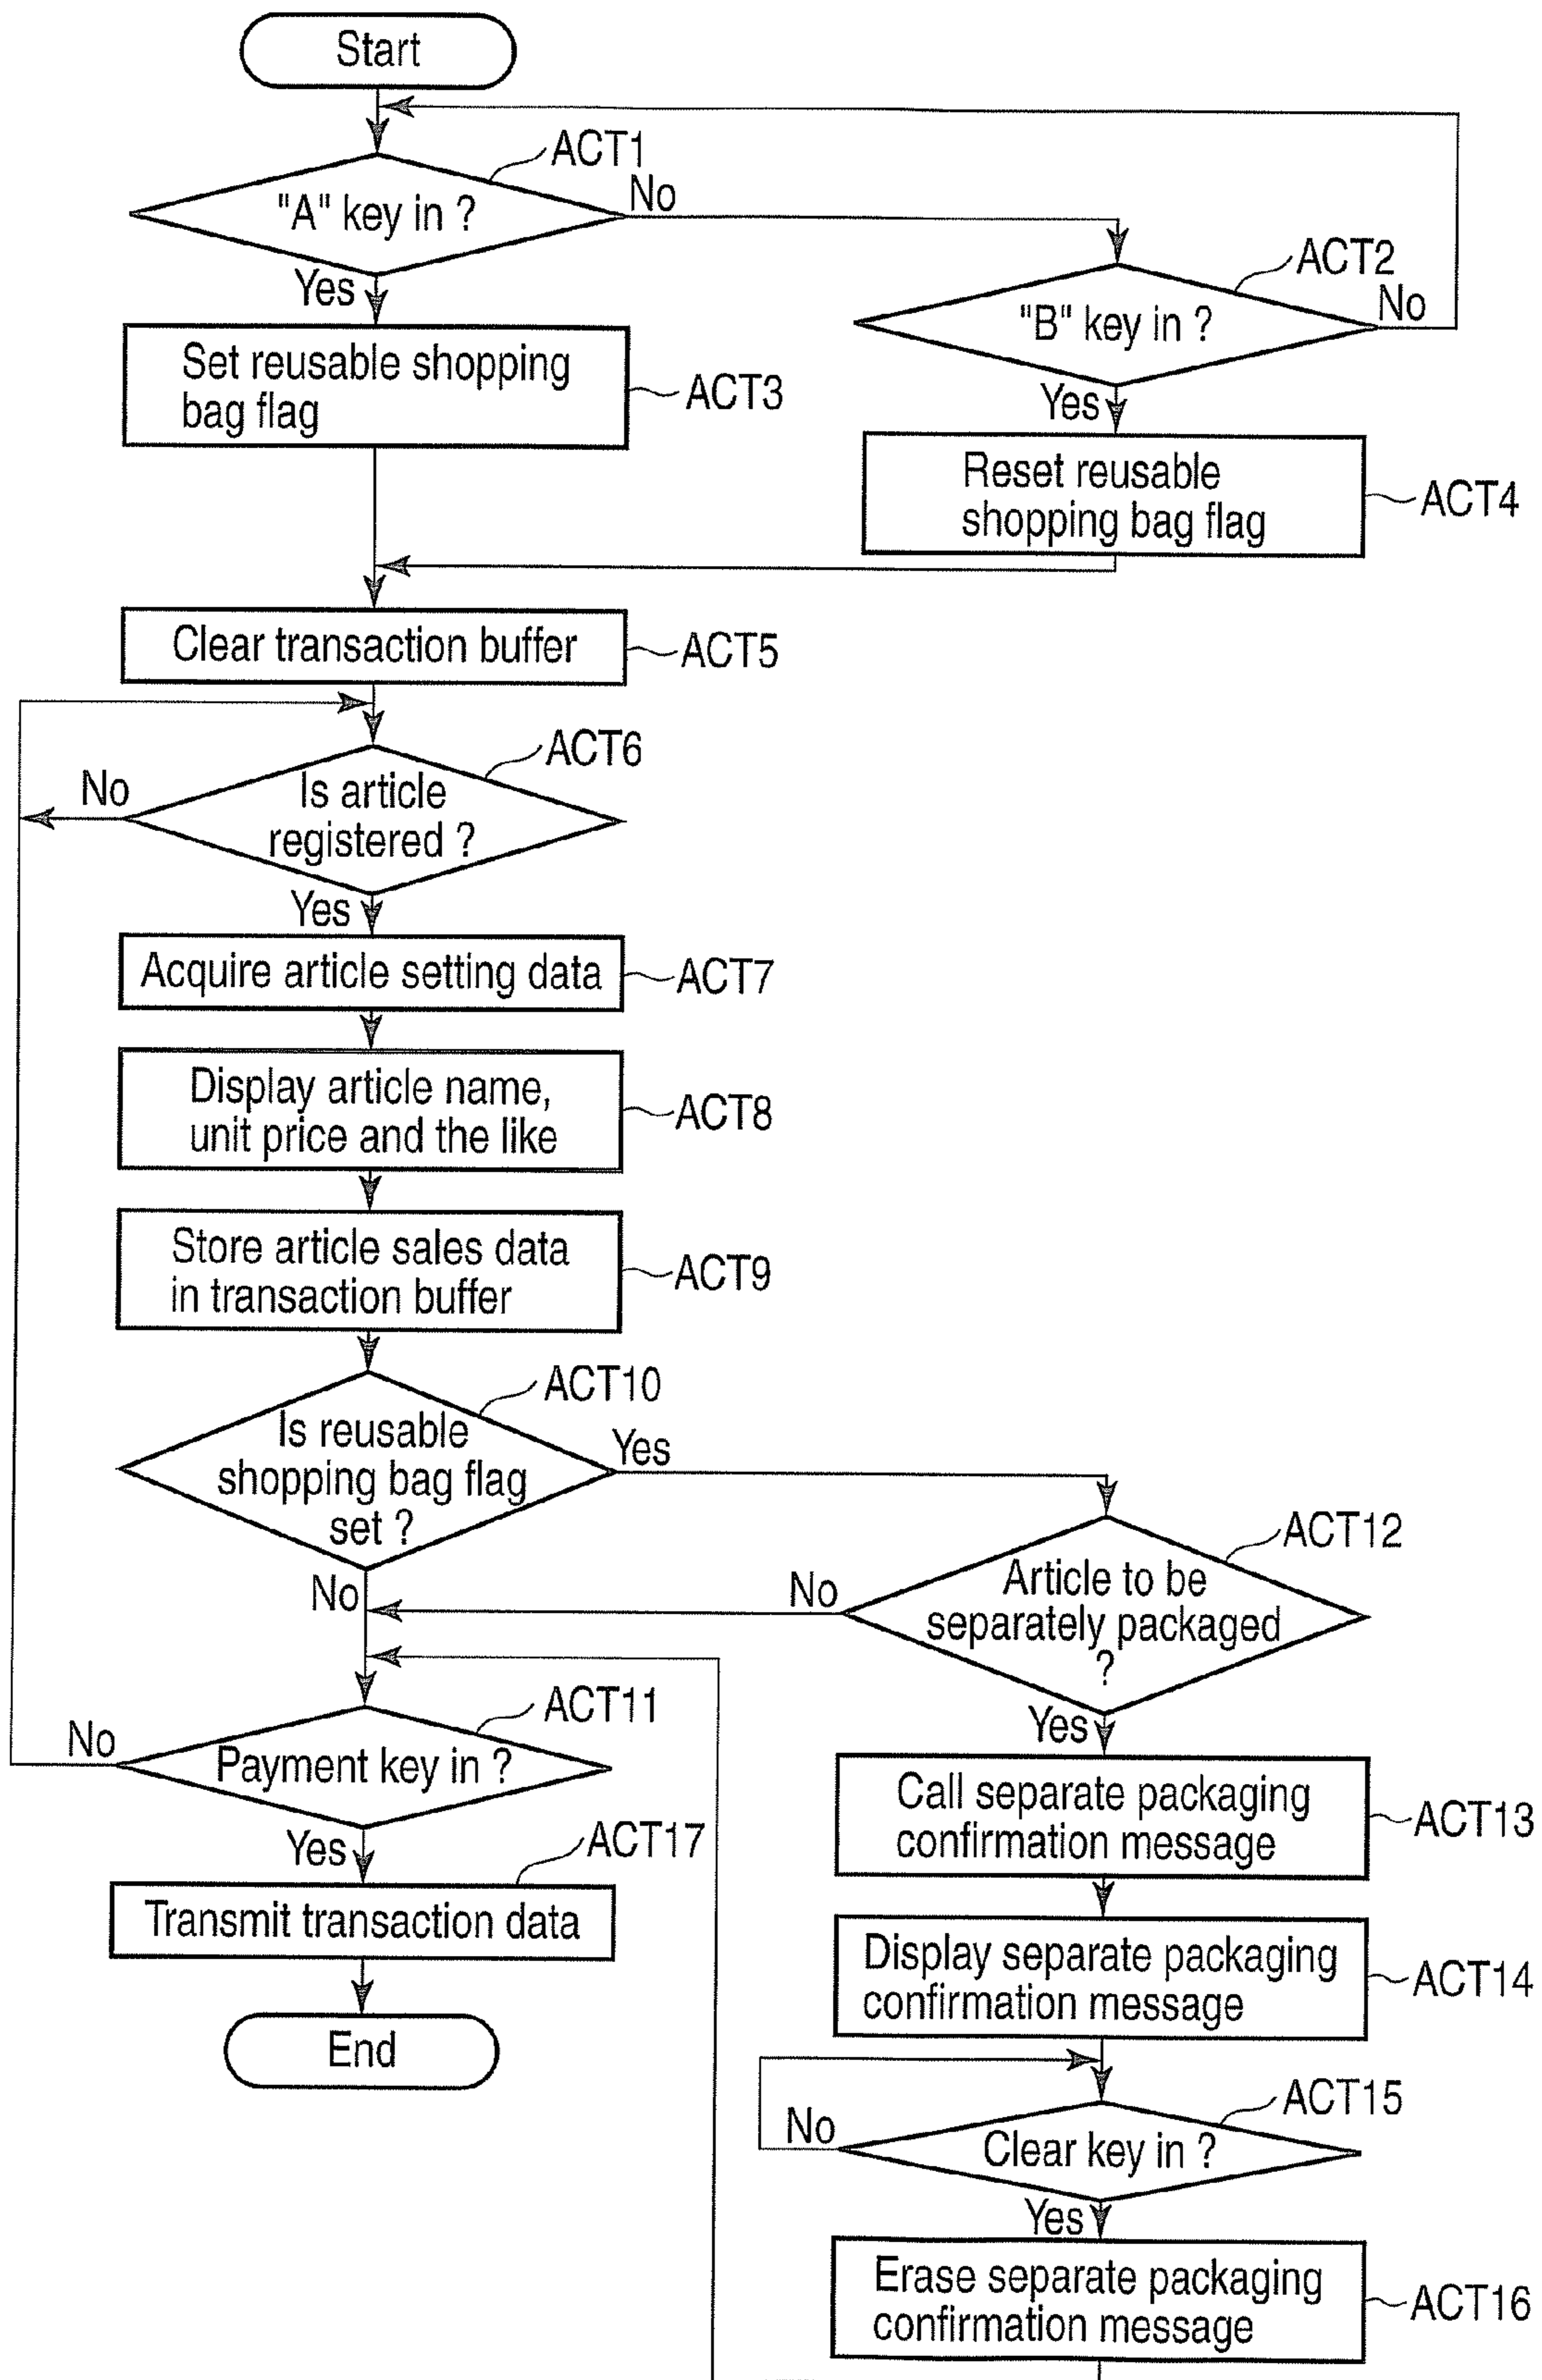 Start
ACT1
"A" key in ?
No
Yes
ACT2
"B" key in ?
No
Yes
Set reusable shopping
bag flag
ACT3
Reset reusable
shopping bag flag
ACT4
Clear transaction buffer
ACT5
ACT6
Is article
registered ?
No
Yes
Acquire article setting data
ACT7
Display article name,
unit price and the like
ACT8
Store article sales data
in transaction buffer
ACT9
ACT10
Is reusable
shopping bag flag
set ?
Yes
No
ACT12
Article to be
separately packaged
?
No
Yes
ACT11
Payment key in ?
No
Yes
Call separate packaging
confirmation message
ACT13
ACT17
Transmit transaction data
Display separate packaging
confirmation message
ACT14
End
ACT15
Clear key in ?
No
Yes
Erase separate packaging
confirmation message
ACT16